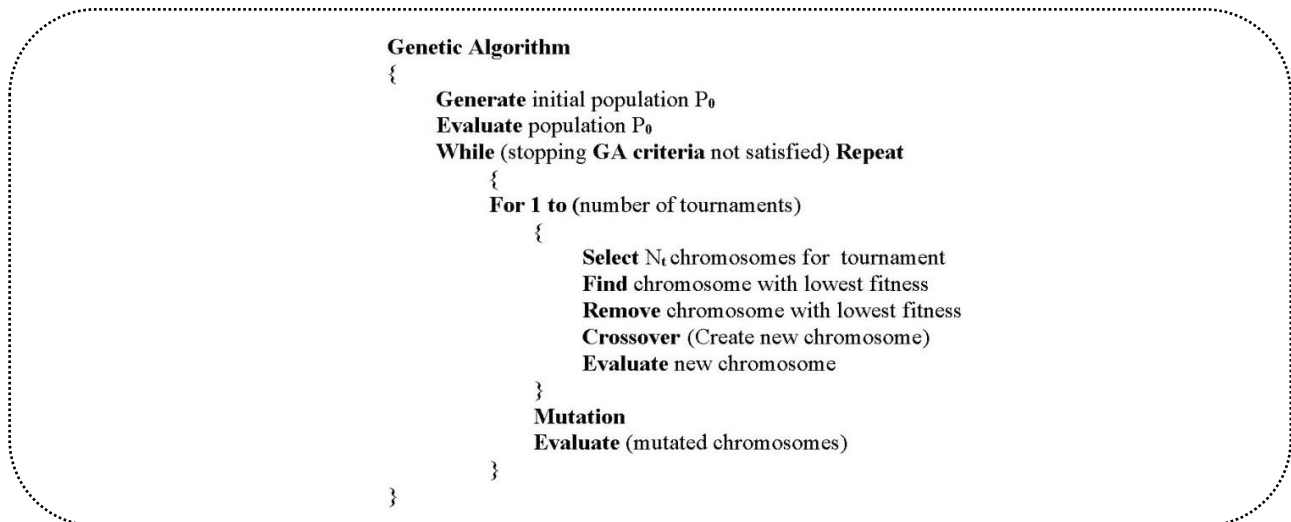 Genetic Algorithm
{
Generate initial population P₀
Evaluate population P₀
While (stopping GA criteria not satisfied) Repeat
{
For 1 to (number of tournaments)
{
Select Nₜ chromosomes for tournament
Find chromosome with lowest fitness
Remove chromosome with lowest fitness
Crossover (Create new chromosome)
Evaluate new chromosome
}
Mutation
Evaluate (mutated chromosomes)
}
}